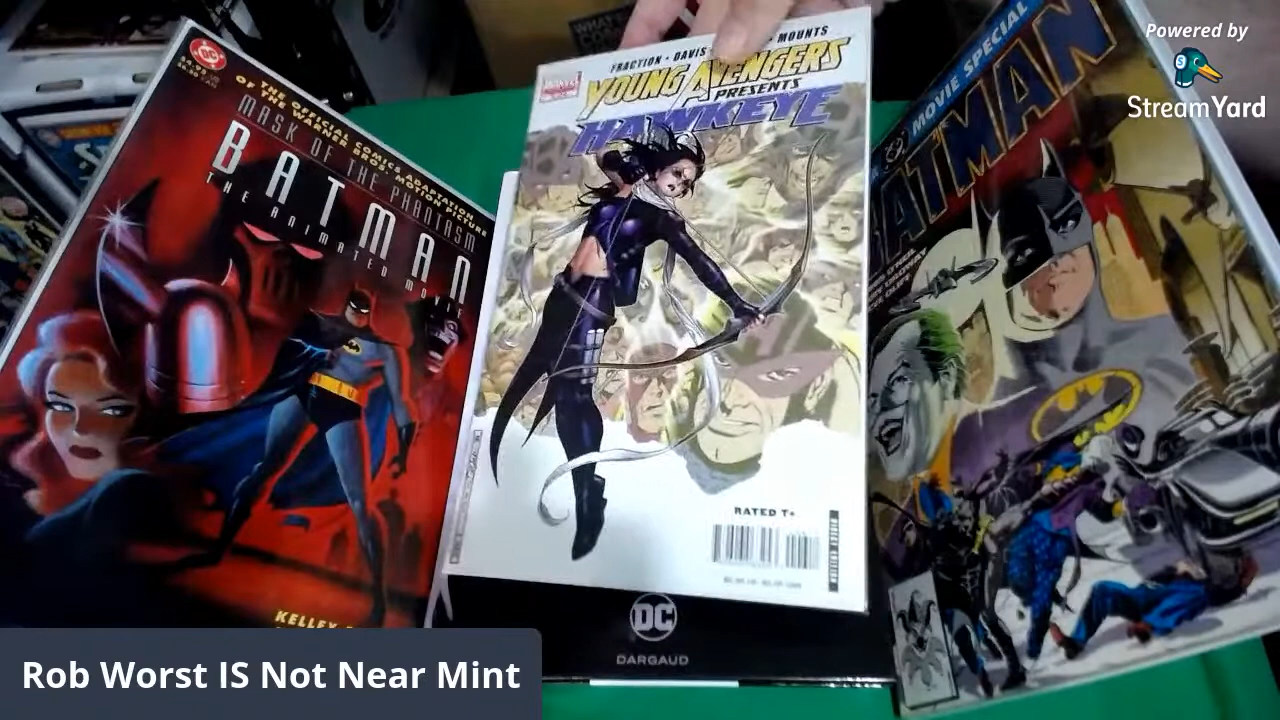 Powered by
StreamYard
DC
OF THE OFFICIAL COMICS ADAPTATION
OF THE WARNER BROS. MOTION PICTURE
MASK OF THE PHANTASM
BATMAN
THE ANIMATED MOVIE
KELLEY
FRACTION • DAVIS • MOUNTS
YOUNG AVENGERS
PRESENTS
HAWKEYE
RATED T+
DC
DARGAUD
MOVIE SPECIAL
BATMAN
Rob Worst IS Not Near Mint